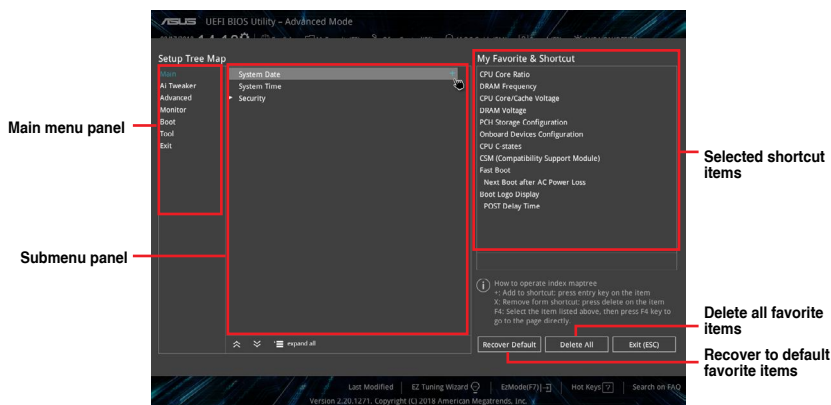 ASUS UEFI BIOS Utility – Advanced Mode
Setup Tree Map
Main
Ai Tweaker
Advanced
Monitor
Boot
Tool
Exit
System Date +
System Time
Security
expand all
My Favorite & Shortcut
CPU Core Ratio
DRAM Frequency
CPU Core/Cache Voltage
DRAM Voltage
PCH Storage Configuration
Onboard Devices Configuration
CPU C-states
CSM (Compatibility Support Module)
Fast Boot
Next Boot after AC Power Loss
Boot Logo Display
POST Delay Time
i How to operate index maptree
+: Add to shortcut: press entry key on the item
X: Remove form shortcut: press delete on the item
F4: Select the item listed above, then press F4 key to
go to the page directly.
Recover Default
Delete All
Exit (ESC)
Last Modified | EZ Tuning Wizard | EzMode(F7) | Hot Keys ? | Search on FAQ
Version 2.20.1271. Copyright (C) 2018 American Megatrends, Inc.
Main menu panel
Submenu panel
Selected shortcut
items
Delete all favorite
items
Recover to default
favorite items